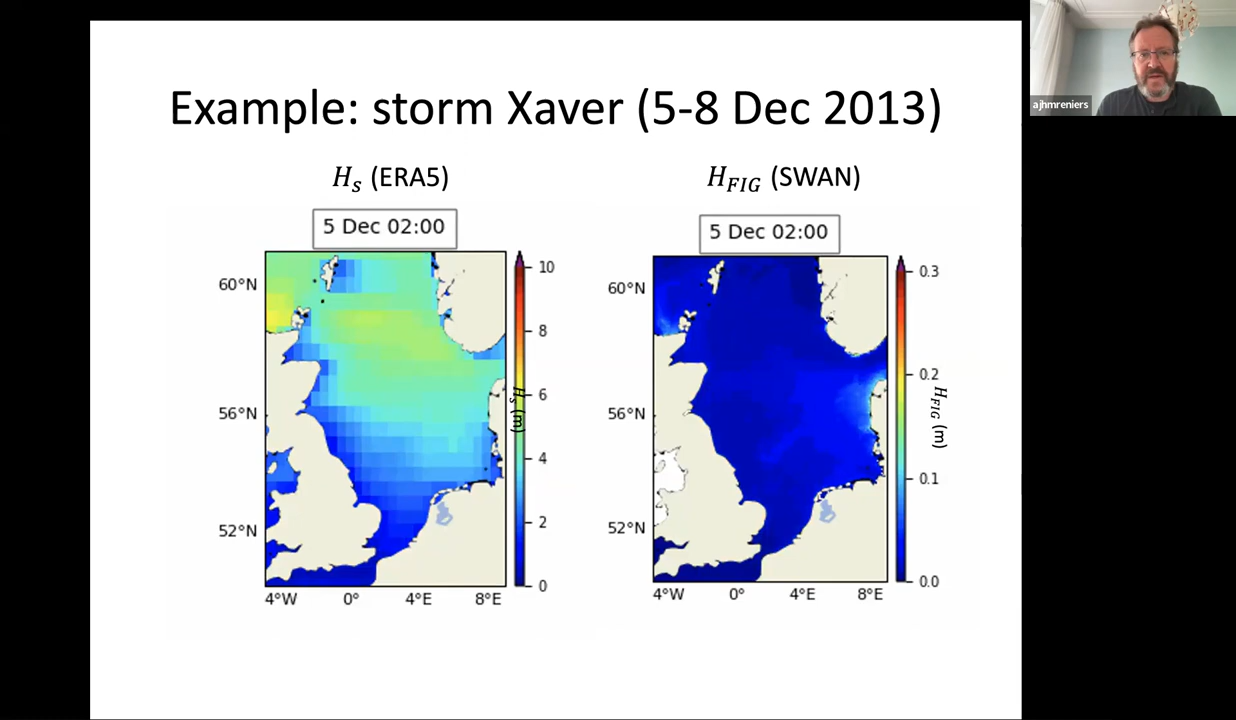 Example: storm Xaver (5-8 Dec 2013)
ajhmreniers
H_s (ERA5)
5 Dec 02:00
60°N
56°N
52°N
4°W 0° 4°E 8°E
10
8
6
4
2
0
H_s (m)
H_FIG (SWAN)
5 Dec 02:00
60°N
56°N
52°N
4°W 0° 4°E 8°E
0.3
0.2
0.1
0.0
H_FIG (m)